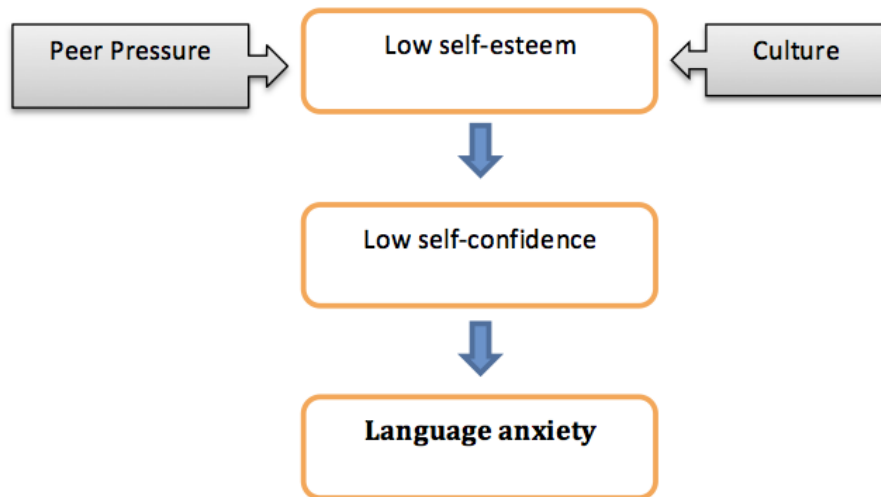 Peer Pressure
Low self-esteem
Culture
Low self-confidence
Language anxiety